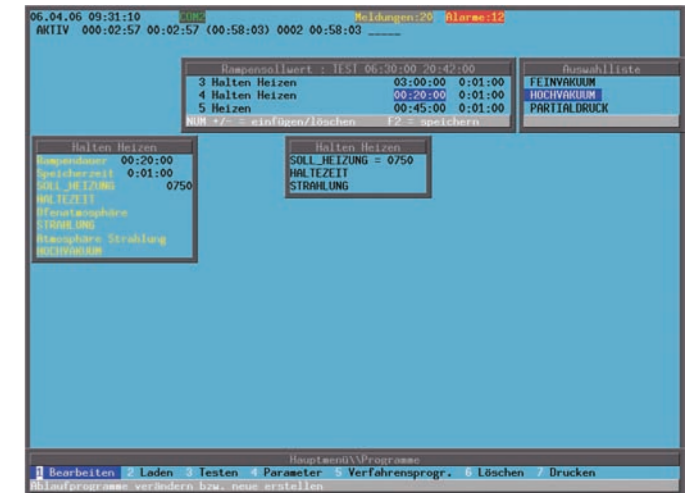 06.04.06 09:31:10 COM2 Meldungen:20 Alarme:12
AKTIV 000:02:57 00:02:57 (00:58:03) 0002 00:58:03 _____
Rampensollwert : TEST 06:30:00 20:42:00
3 Halten Heizen 03:00:00 0:01:00
4 Halten Heizen 00:20:00 0:01:00
5 Heizen 00:45:00 0:01:00
NUM +/- = einfügen/löschen F2 = speichern
Auswahlliste
FEINVAKUUM
HOCHVAKUUM
PARTIALDRUCK
Halten Heizen
Rampendauer 00:20:00
Speicherzeit 0:01:00
SOLL_HEIZUNG 0750
HALTEZEIT
Ofenatmosphäre
STRAHLUNG
Atmosphäre Strahlung
HOCHVAKUUM
Halten Heizen
SOLL_HEIZUNG = 0750
HALTEZEIT
STRAHLUNG
Hauptmenü\\Programme
1 Bearbeiten 2 Laden 3 Testen 4 Parameter 5 Verfahrensprogr. 6 Löschen 7 Drucken
Ablaufprogramme verändern bzw. neue erstellen